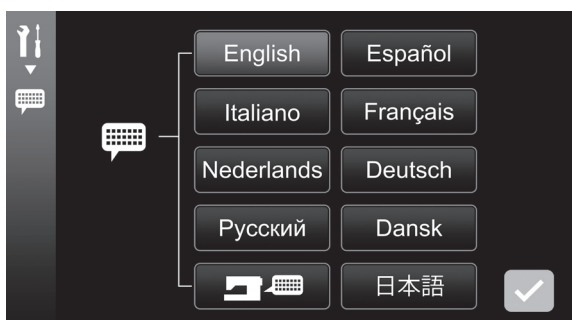 English
Español
Italiano
Français
Nederlands
Deutsch
Русский
Dansk
日本語